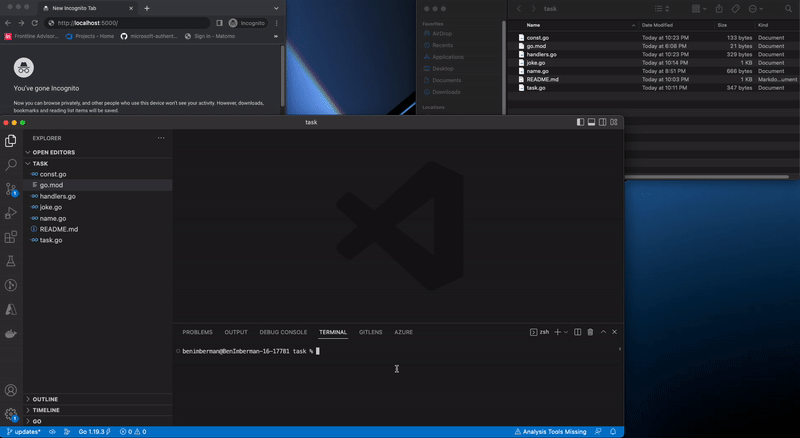 New Incognito Tab
http://localhost:5000/
Incognito
Frontline Advisor...
Projects - Home
microsoft-authent...
Sign in - Matomo
»
You've gone Incognito
Now you can browse privately, and other people who use this device won't see your activity. However, downloads,
bookmarks and reading list items will be saved.
Favorites
AirDrop
Recents
Applications
Desktop
Documents
Downloads
Locations
task
Name Date Modified Size Kind
const.go Today at 10:23 PM 133 bytes Document
go.mod Today at 6:08 PM 21 bytes Document
handlers.go Today at 10:23 PM 329 bytes Document
joke.go Today at 10:14 PM 1 KB Document
name.go Today at 8:51 PM 666 bytes Document
README.md Today at 10:03 PM 1 KB Markdo...ument
task.go Today at 10:11 PM 347 bytes Document
task
EXPLORER
OPEN EDITORS
TASK
const.go
go.mod
handlers.go
joke.go
name.go
README.md
task.go
OUTLINE
TIMELINE
GO
PROBLEMS OUTPUT DEBUG CONSOLE TERMINAL GITLENS AZURE
zsh
benimberman@BenImberman-16-17781 task %
updates* Go 1.19.3 0 0 Analysis Tools Missing